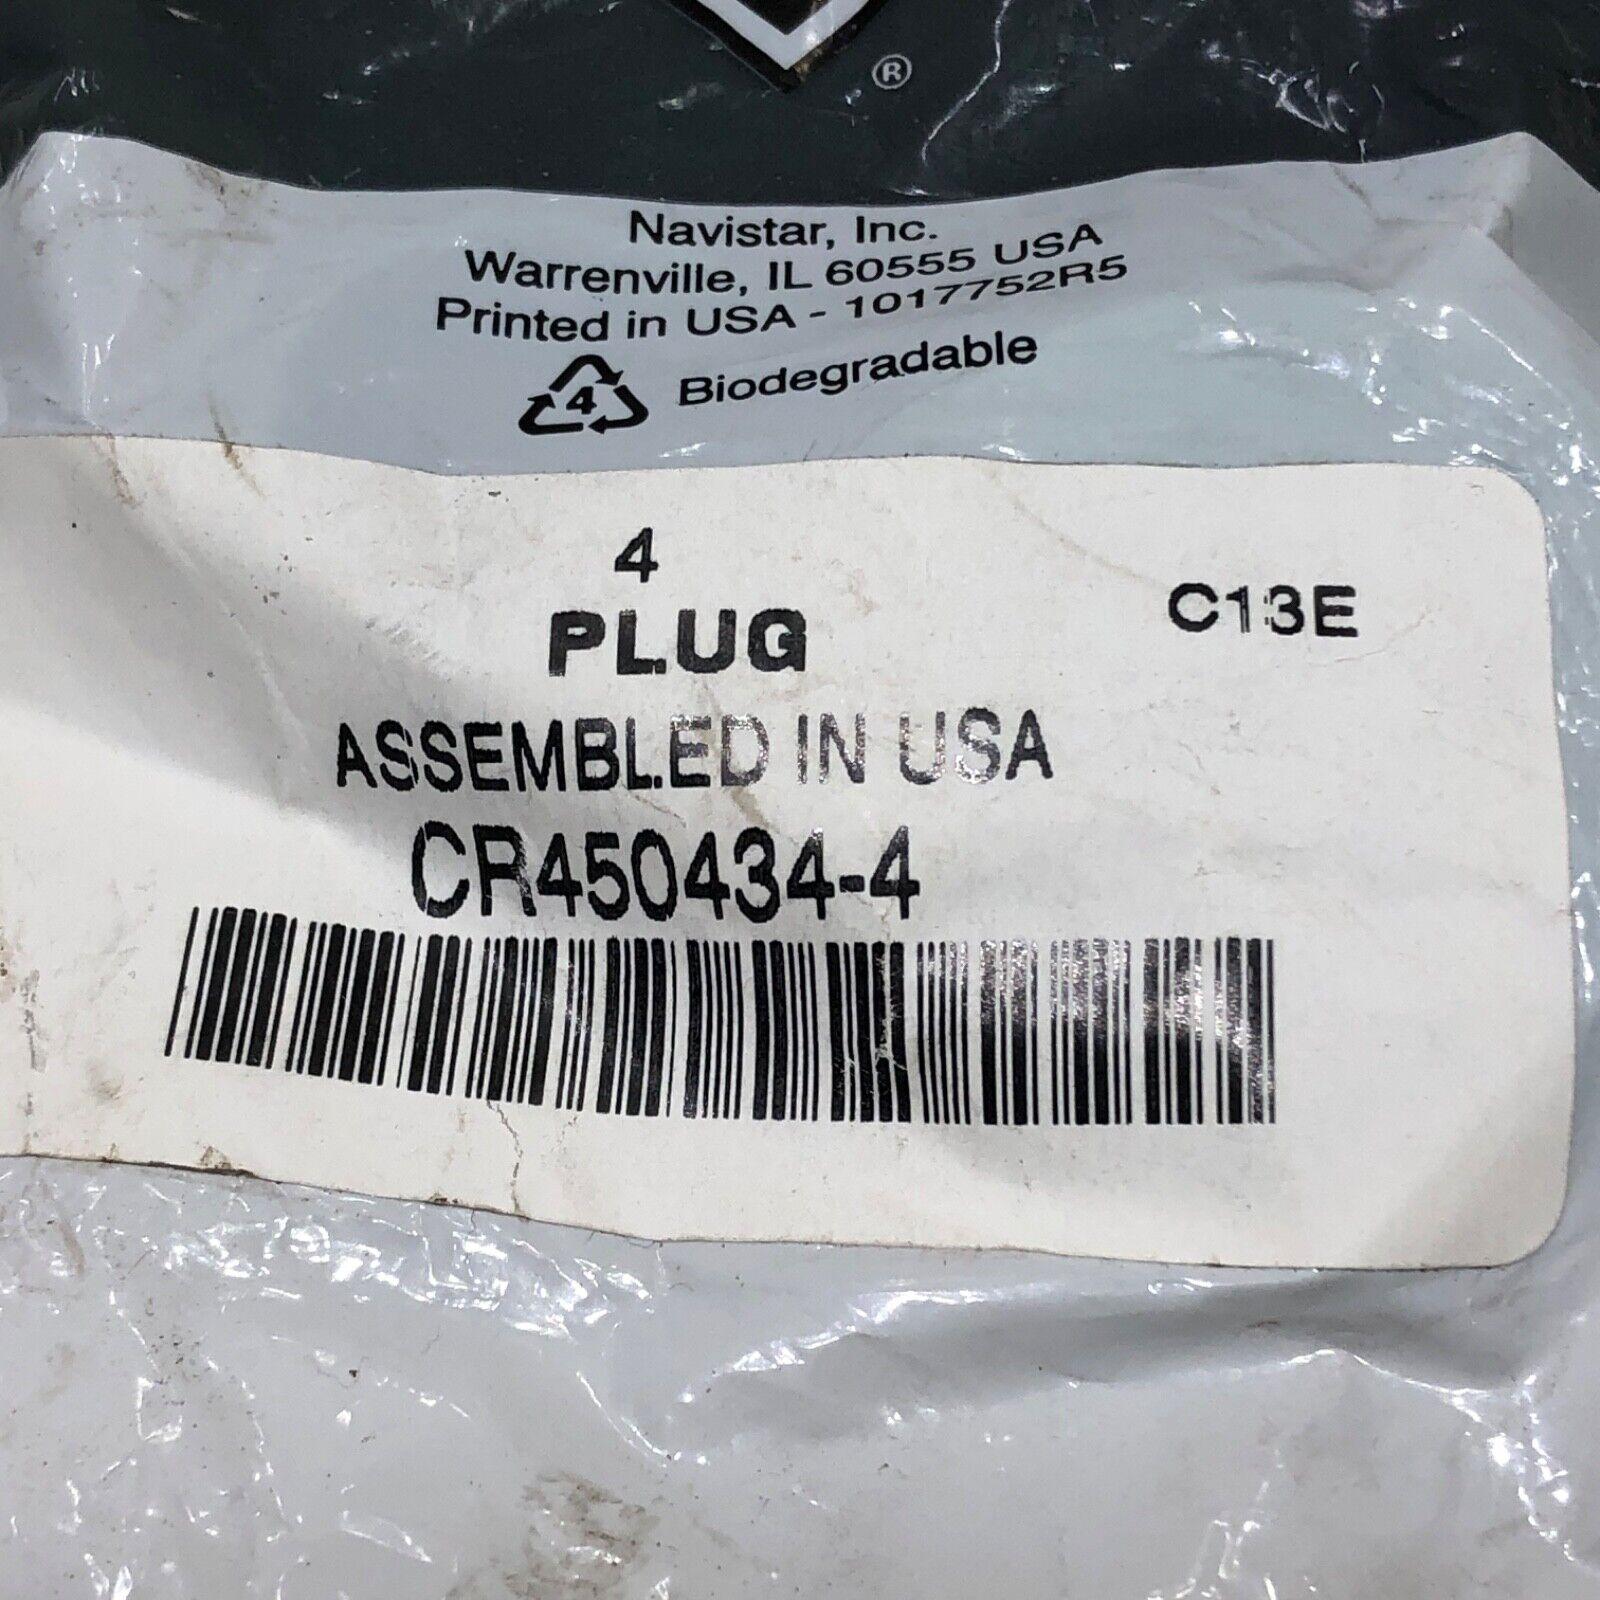 ®
Navistar, Inc.
Warrenville, IL 60555 USA
Printed in USA - 1017752R5
4 Biodegradable
4
PLUG
C13E
ASSEMBLED IN USA
CR450434-4